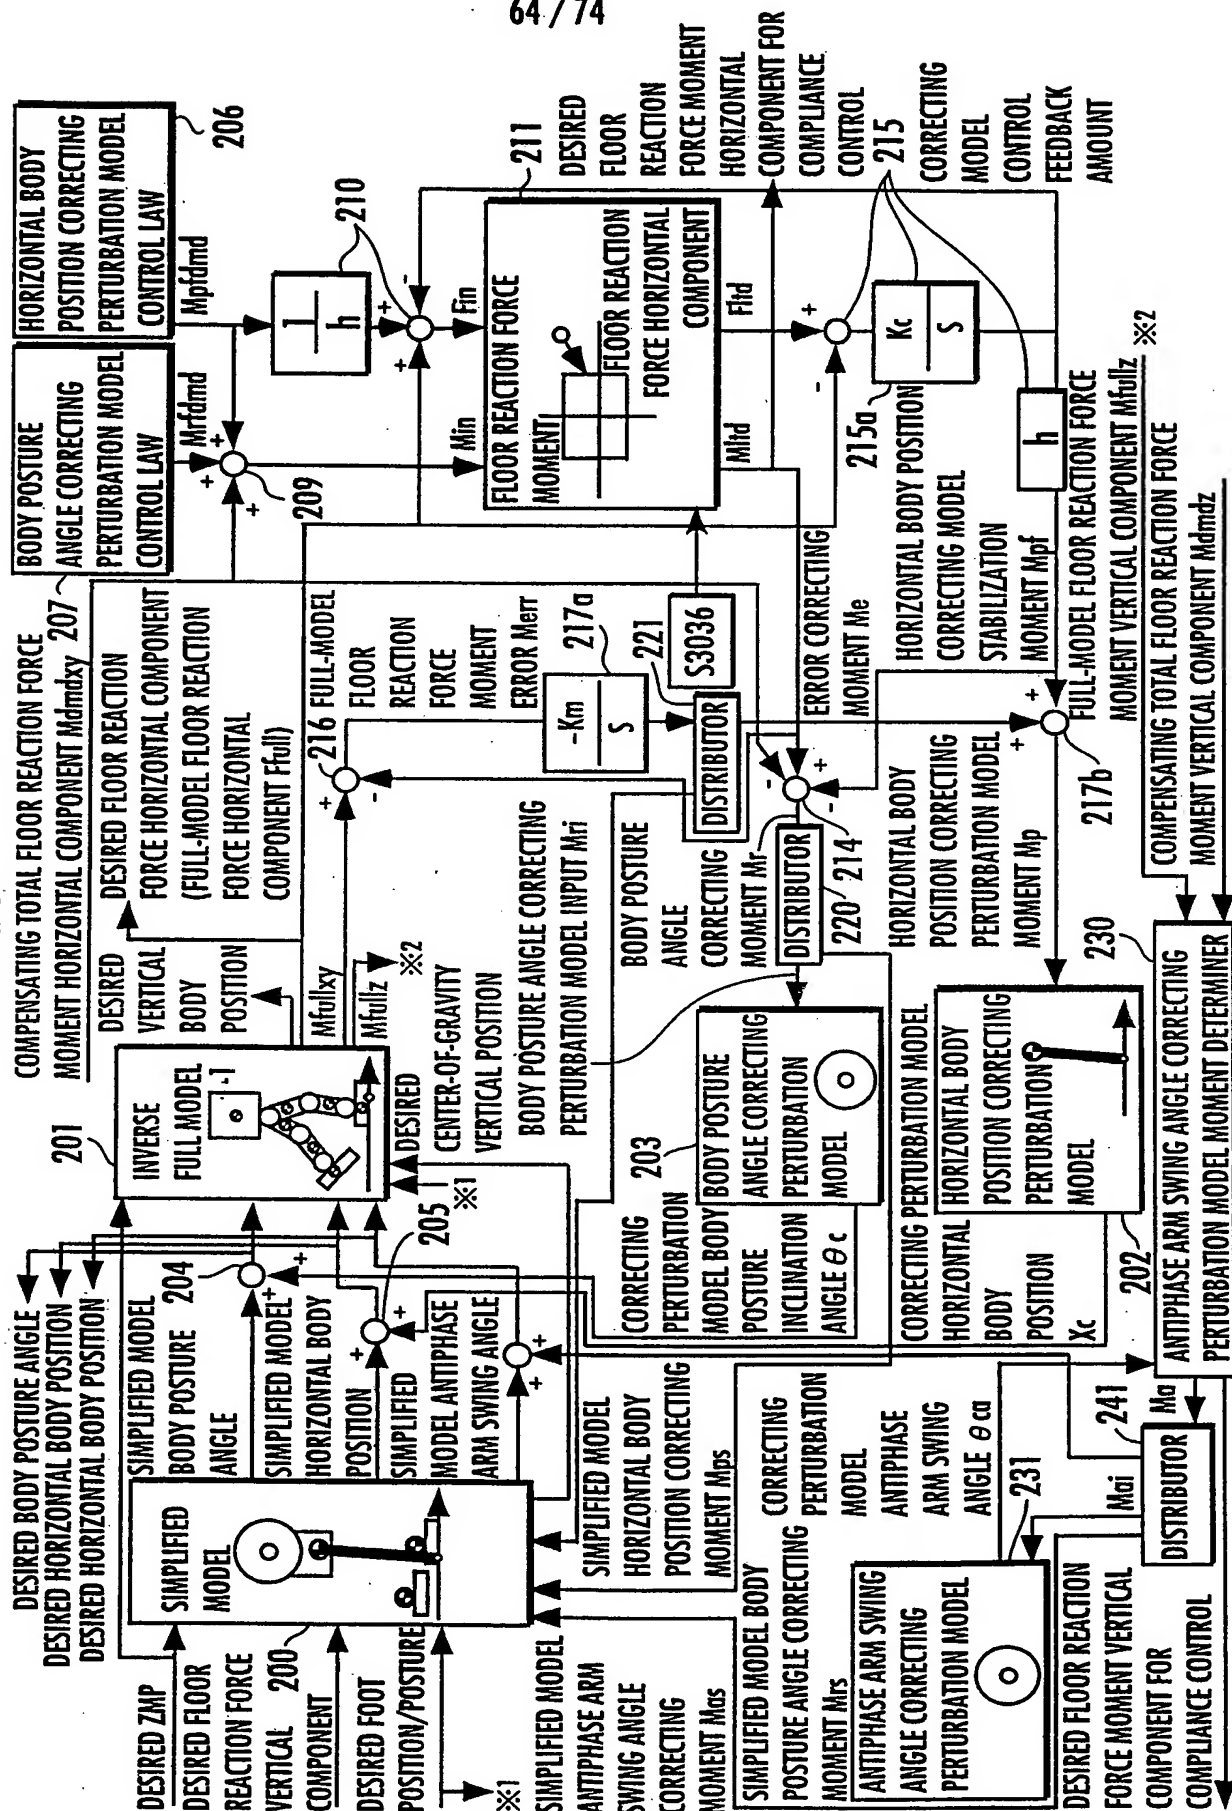 64 / 74
HORIZONTAL BODY
POSITION CORRECTING
PERTURBATION MODEL
CONTROL LAW
206
Mpfdmd
BODY POSTURE
ANGLE CORRECTING
PERTURBATION MODEL
CONTROL LAW
207
Mrfdmd
209
1
h
210
+
+
+
+
+
-
Min
Fin
211
FLOOR REACTION FORCE
MOMENT
FLOOR REACTION
FORCE HORIZONTAL
COMPONENT
Mltd
Fltd
DESIRED
FLOOR
REACTION
FORCE MOMENT
HORIZONTAL
COMPONENT FOR
COMPLIANCE
CONTROL
215
CORRECTING
MODEL
CONTROL
FEEDBACK
AMOUNT
+
-
Kc
S
215a
h
COMPENSATING TOTAL FLOOR REACTION FORCE
MOMENT HORIZONTAL COMPONENT Mdmdxy
DESIRED FLOOR REACTION
FORCE HORIZONTAL COMPONENT
(FULL-MODEL FLOOR REACTION
FORCE HORIZONTAL
COMPONENT Ffull)
DESIRED
VERTICAL
BODY
POSITION
216
+
-
FULL-MODEL
FLOOR
REACTION
FORCE
MOMENT
ERROR Merr
217a
-Km
S
221
DISTRIBUTOR
S3036
ERROR CORRECTING
MOMENT Me
HORIZONTAL BODY POSITION
CORRECTING MODEL
STABILIZATION
MOMENT Mpf
FULL-MODEL FLOOR REACTION FORCE
MOMENT VERTICAL COMPONENT Mfullz ※2
COMPENSATING TOTAL FLOOR REACTION FORCE
MOMENT VERTICAL COMPONENT Mdmdz
-
+
-
214
+
+
217b
BODY POSTURE
ANGLE
CORRECTING
MOMENT Mr
DISTRIBUTOR
220
HORIZONTAL BODY
POSITION CORRECTING
PERTURBATION MODEL
MOMENT Mp
201
INVERSE
FULL MODEL
-1
Mfullxy
Mfullz
※2
DESIRED
CENTER-OF-GRAVITY
VERTICAL POSITION
※1
BODY POSTURE ANGLE CORRECTING
PERTURBATION MODEL INPUT Mri
203
BODY POSTURE
ANGLE CORRECTING
PERTURBATION
MODEL
230
HORIZONTAL BODY
POSITION CORRECTING
PERTURBATION
MODEL
202
ANTIPHASE ARM SWING ANGLE CORRECTING
PERTURBATION MODEL MOMENT DETERMINER
DESIRED BODY POSTURE ANGLE
DESIRED HORIZONTAL BODY POSITION
DESIRED HORIZONTAL BODY POSITION
SIMPLIFIED MODEL
BODY POSTURE
ANGLE
204
+
+
SIMPLIFIED MODEL
HORIZONTAL BODY
POSITION
205
+
+
SIMPLIFIED
MODEL ANTIPHASE
ARM SWING ANGLE
+
+
CORRECTING
PERTURBATION
MODEL BODY
POSTURE
INCLINATION
ANGLE θc
CORRECTING PERTURBATION MODEL
HORIZONTAL
BODY
POSITION
Xc
SIMPLIFIED
MODEL
200
SIMPLIFIED MODEL
HORIZONTAL BODY
POSITION CORRECTING
MOMENT Mps
CORRECTING
PERTURBATION
MODEL
ANTIPHASE
ARM SWING
ANGLE θca
231
Ma
241
Mai
DISTRIBUTOR
DESIRED ZMP
DESIRED FLOOR
REACTION FORCE
VERTICAL
COMPONENT
DESIRED FOOT
POSITION/POSTURE
※1
SIMPLIFIED MODEL
ANTIPHASE ARM
SWING ANGLE
CORRECTING
MOMENT Mas
SIMPLIFIED MODEL BODY
POSTURE ANGLE CORRECTING
MOMENT Mrs
ANTIPHASE ARM SWING
ANGLE CORRECTING
PERTURBATION MODEL
DESIRED FLOOR REACTION
FORCE MOMENT VERTICAL
COMPONENT FOR
COMPLIANCE CONTROL